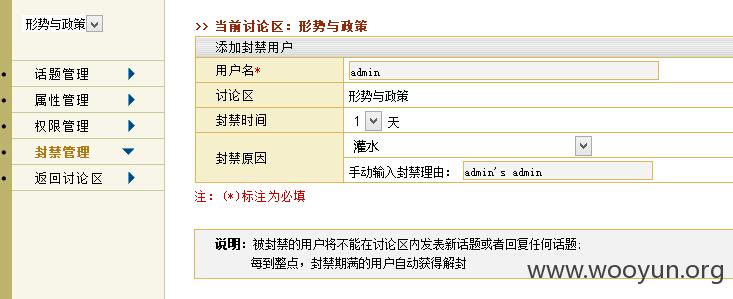 形势与政策
话题管理
属性管理
权限管理
封禁管理
返回讨论区
>> 当前讨论区：形势与政策
添加封禁用户
用户名* admin
讨论区 形势与政策
封禁时间 1 天
封禁原因 灌水
手动输入封禁理由： admin's admin
注：(*)标注为必填
说明：被封禁的用户将不能在讨论区内发表新话题或者回复任何话题;
每到整点，封禁期满的用户自动获得解封
www.wooyun.org